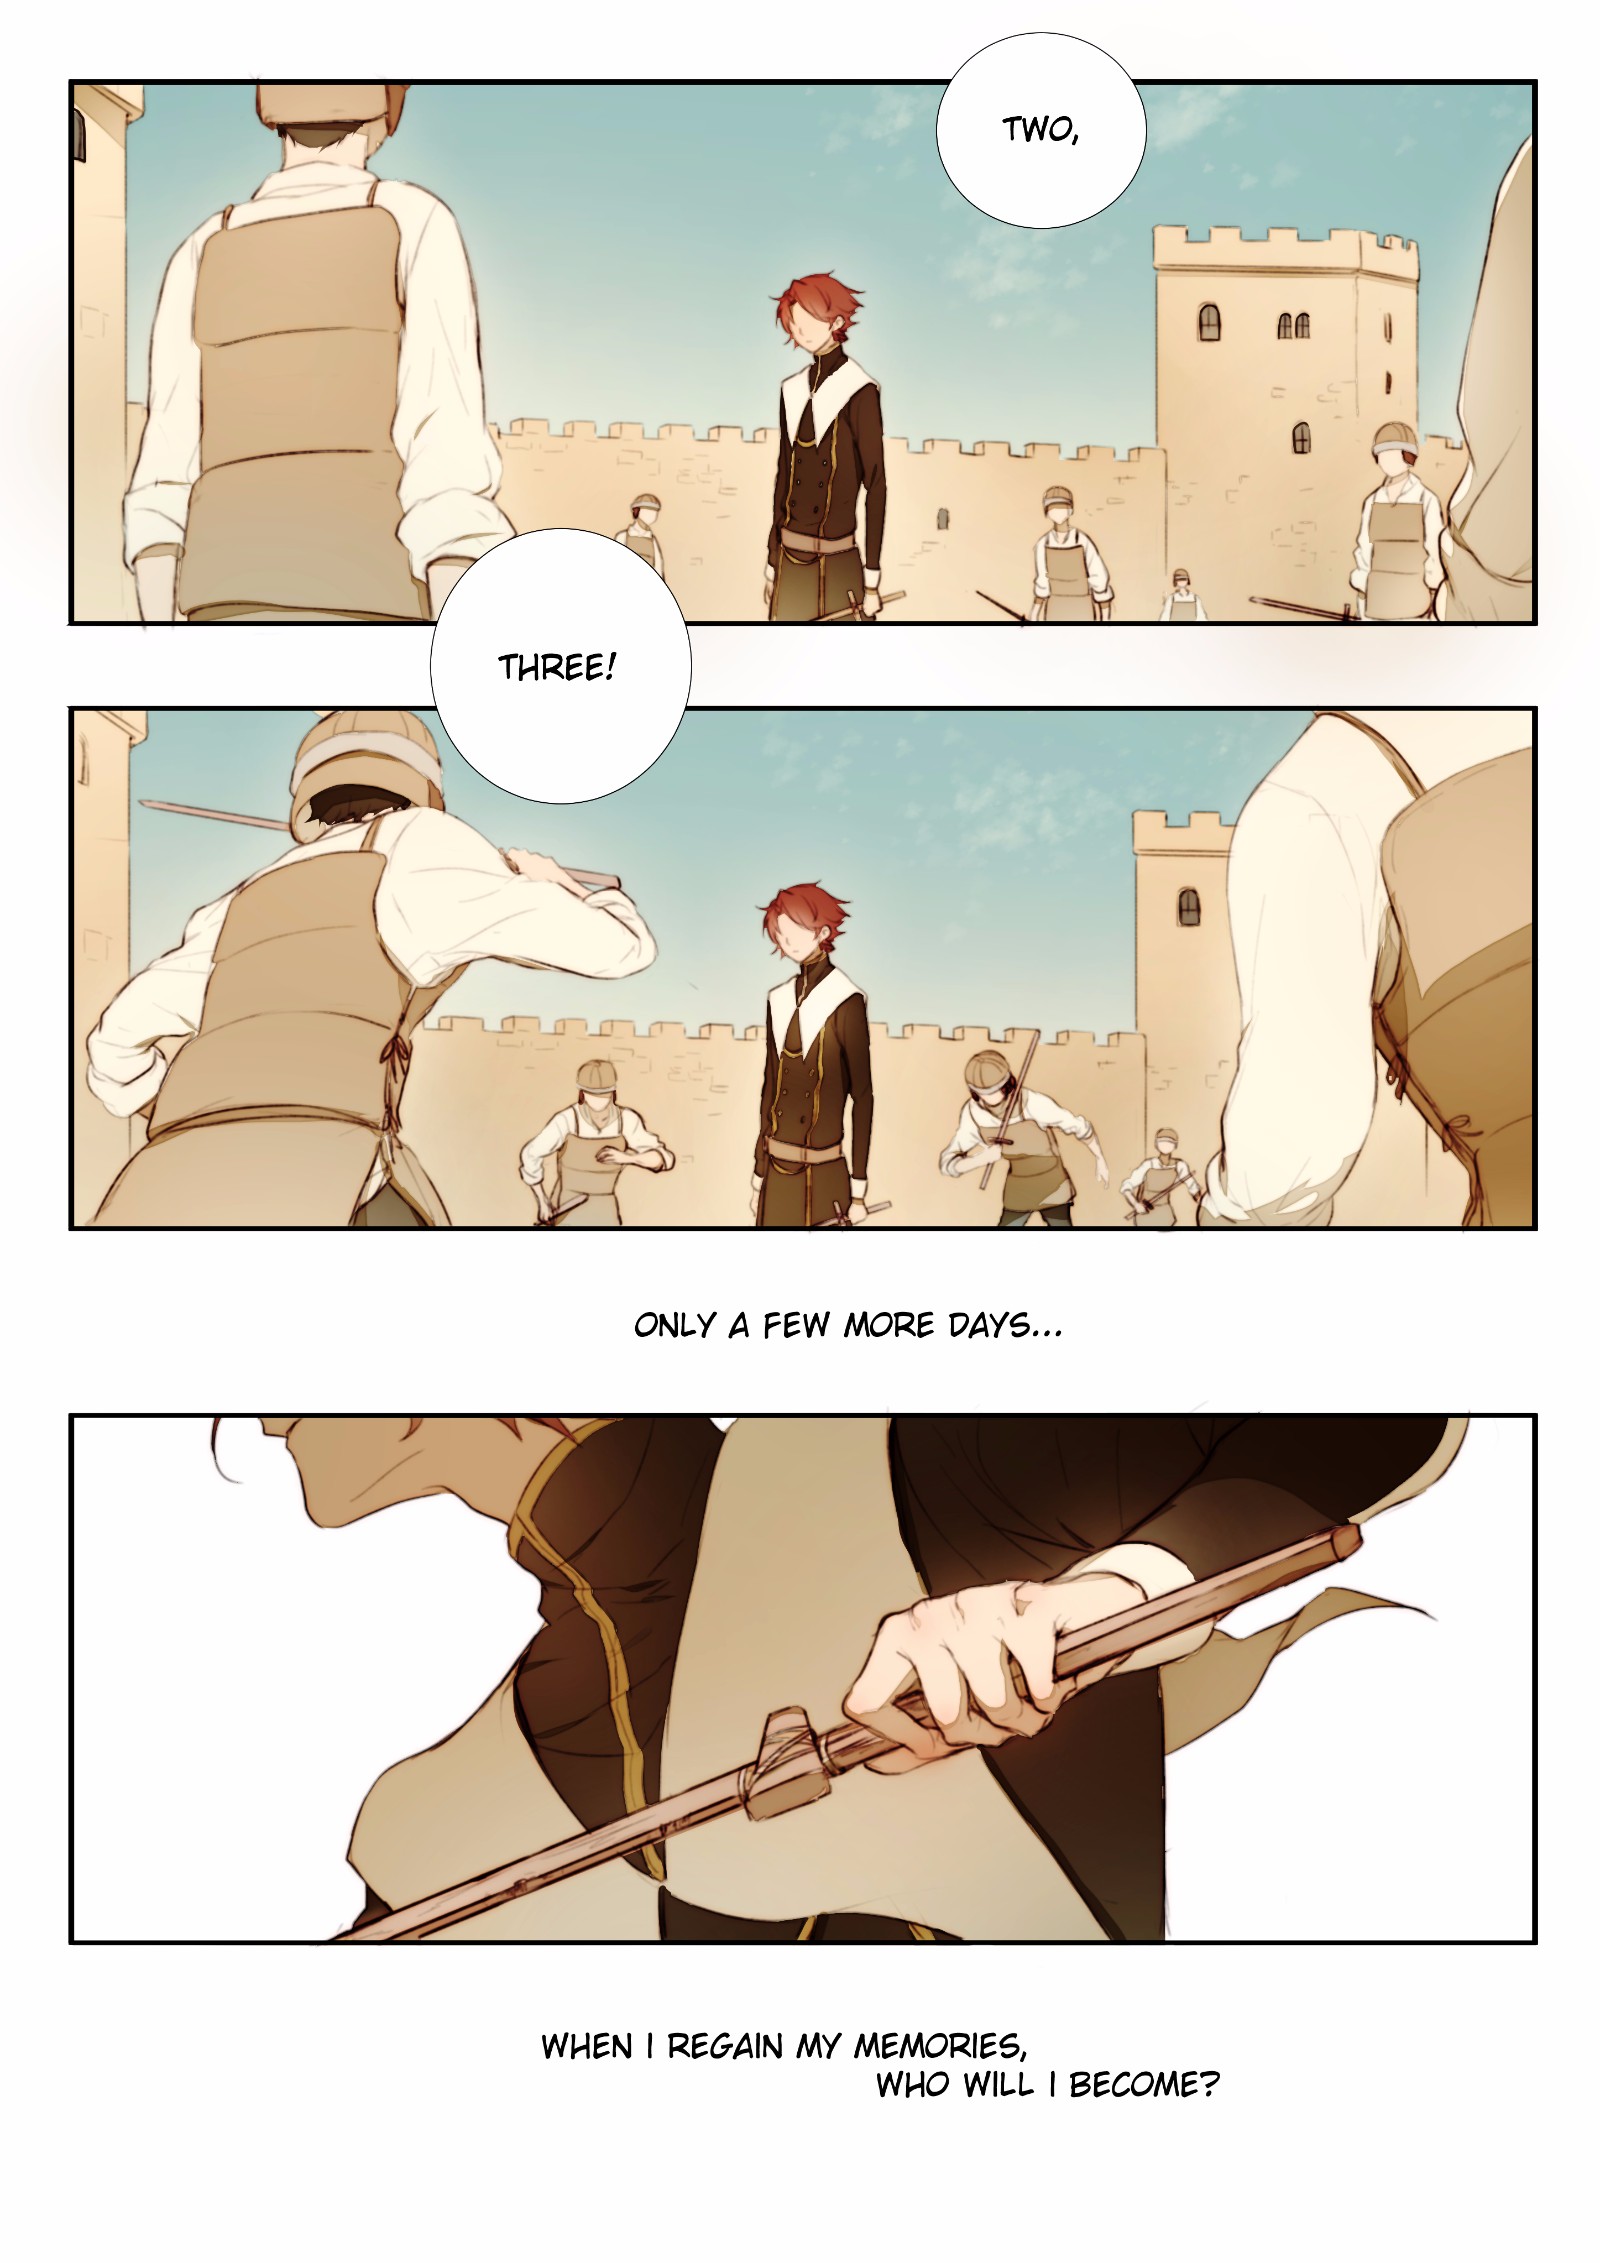 TWO,
THREE!
ONLY A FEW MORE DAYS...
WHEN I REGAIN MY MEMORIES,
WHO WILL I BECOME?